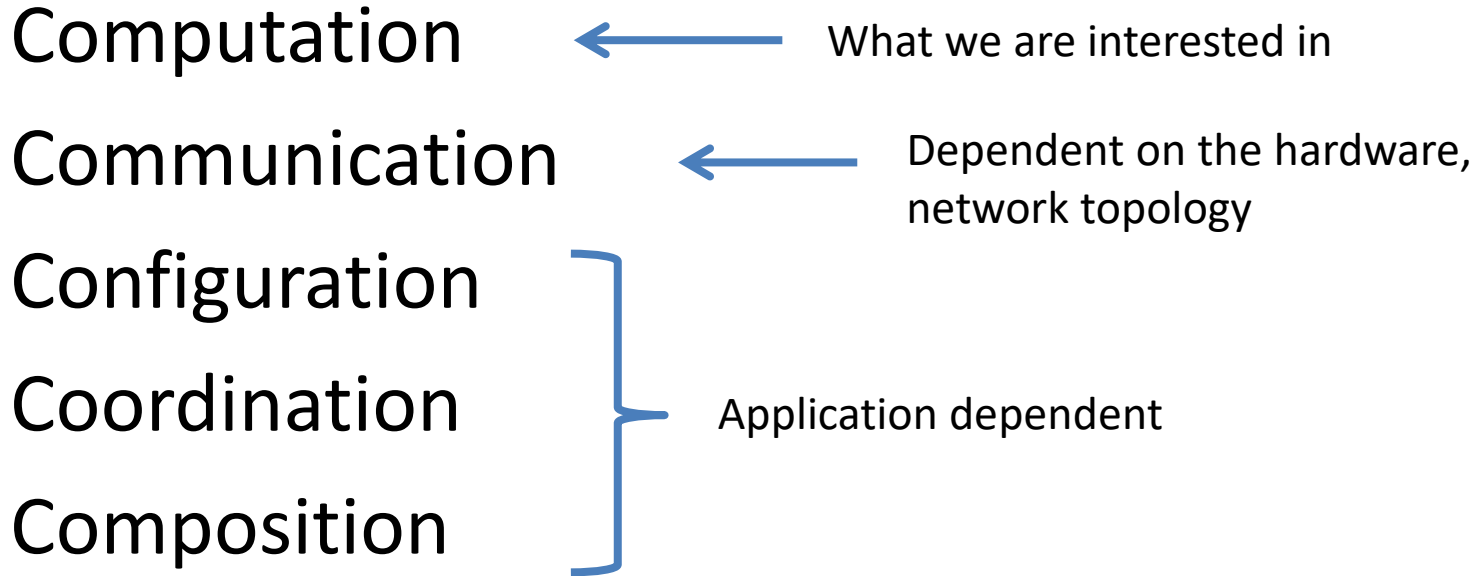 Computation
What we are interested in
Communication
Dependent on the hardware,
network topology
Configuration
Coordination
Application dependent
Composition